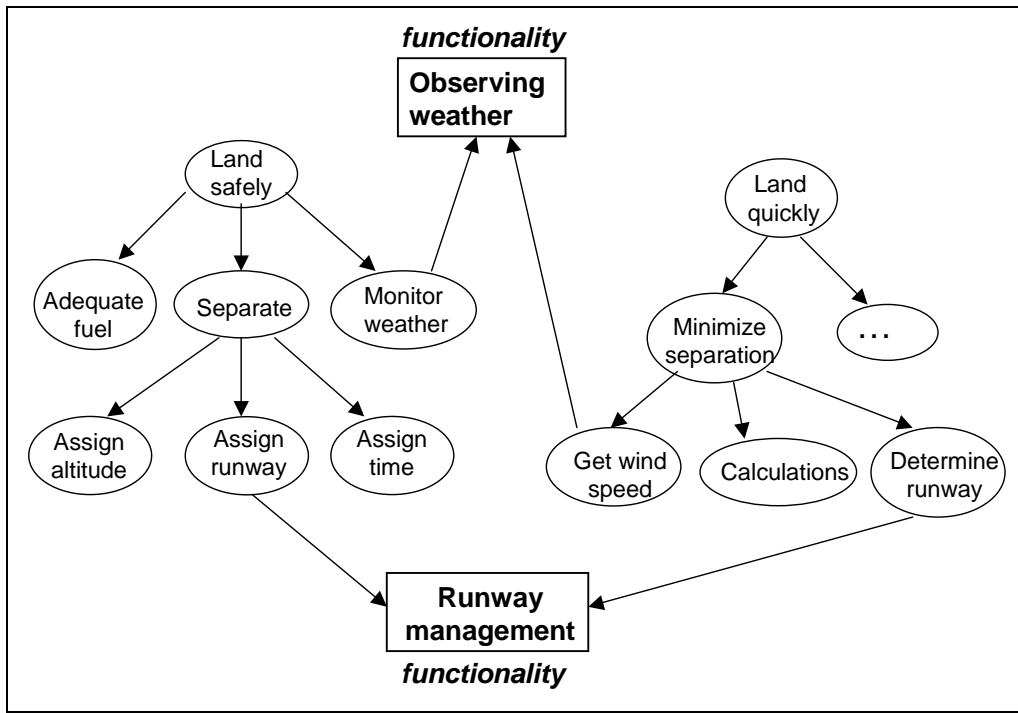 functionality
Observing
weather
Land
safely
Land
quickly
Adequate
fuel
Separate
Monitor
weather
Minimize
separation
...
Assign
altitude
Assign
runway
Assign
time
Get wind
speed
Calculations
Determine
runway
Runway
management
functionality